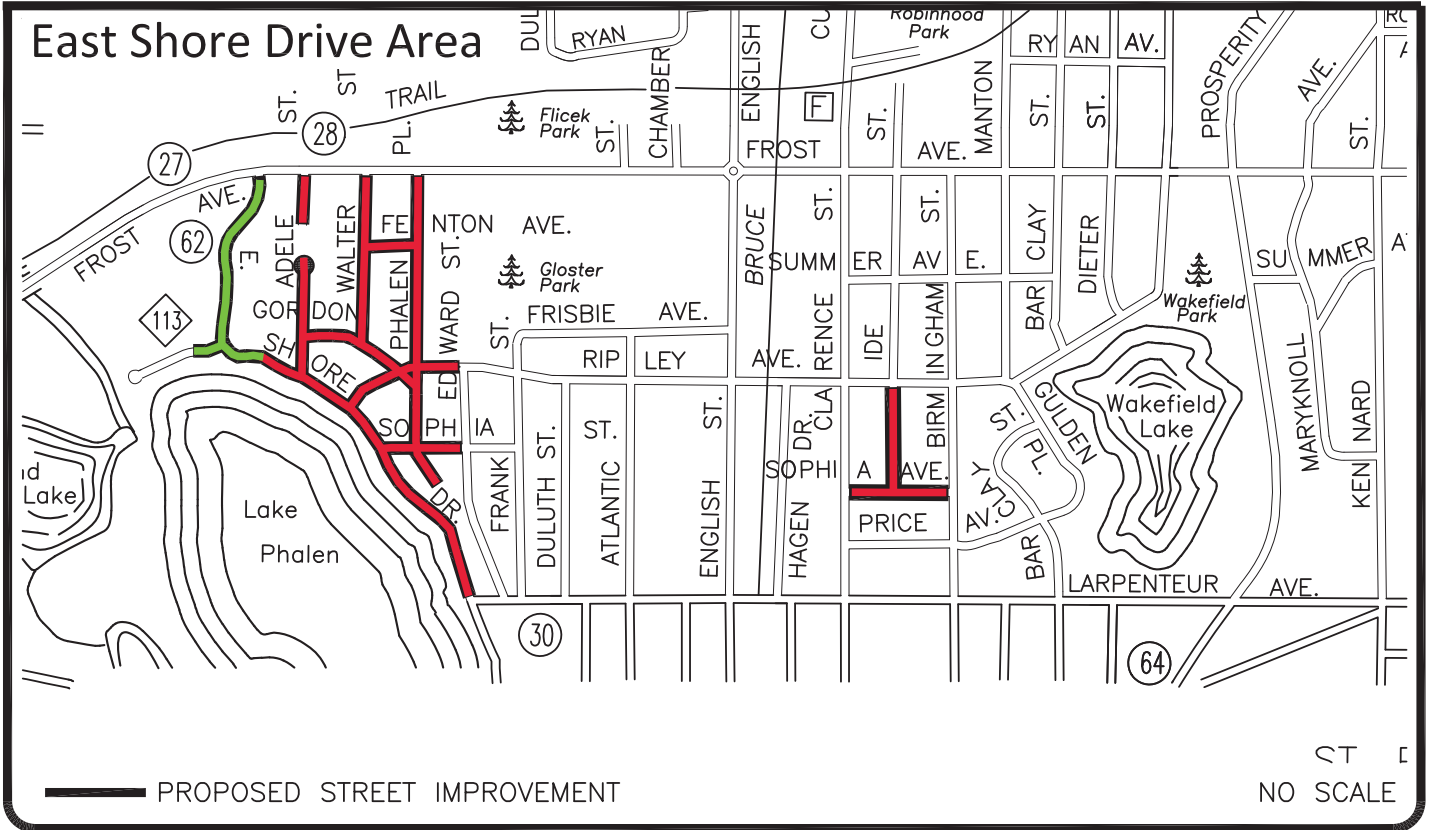 East Shore Drive Area
DUL
RYAN
ST.
ST
TRAIL
28
27
PL.
Flicek
Park
ST.
CHAMBER
ENGLISH
CU
Robinhood
Park
F
ST.
MANTON
RY AN AV.
ST.
ST.
PROSPERITY
AVE.
ST.
FROST AVE.
FROST AVE.
62
E.
113
ADELE
WALTER
FE NTON AVE.
PHALEN
WARD ST.
GOR DON
SH ORE DR.
ED
SO PH IA
Gloster
Park
FRISBIE AVE.
ST.
RIP LEY AVE.
BRUCE
SUMM ER AV E.
CLA RENCE ST.
IDE
BIRM INGHAM ST.
BAR CLAY
DIETER
Wakefield
Park
SU MMER A
MARYKNOLL
KEN NARD
GULDEN
PL.
ST.
CLAY
AV.
BAR CLAY
Wakefield
Lake
FRANK
DULUTH ST.
ATLANTIC ST.
ENGLISH ST.
HAGEN DR.
SOPHI A AVE.
PRICE
d
Lake
Lake
Phalen
LARPENTEUR AVE.
30
64
ST
PROPOSED STREET IMPROVEMENT
NO SCALE